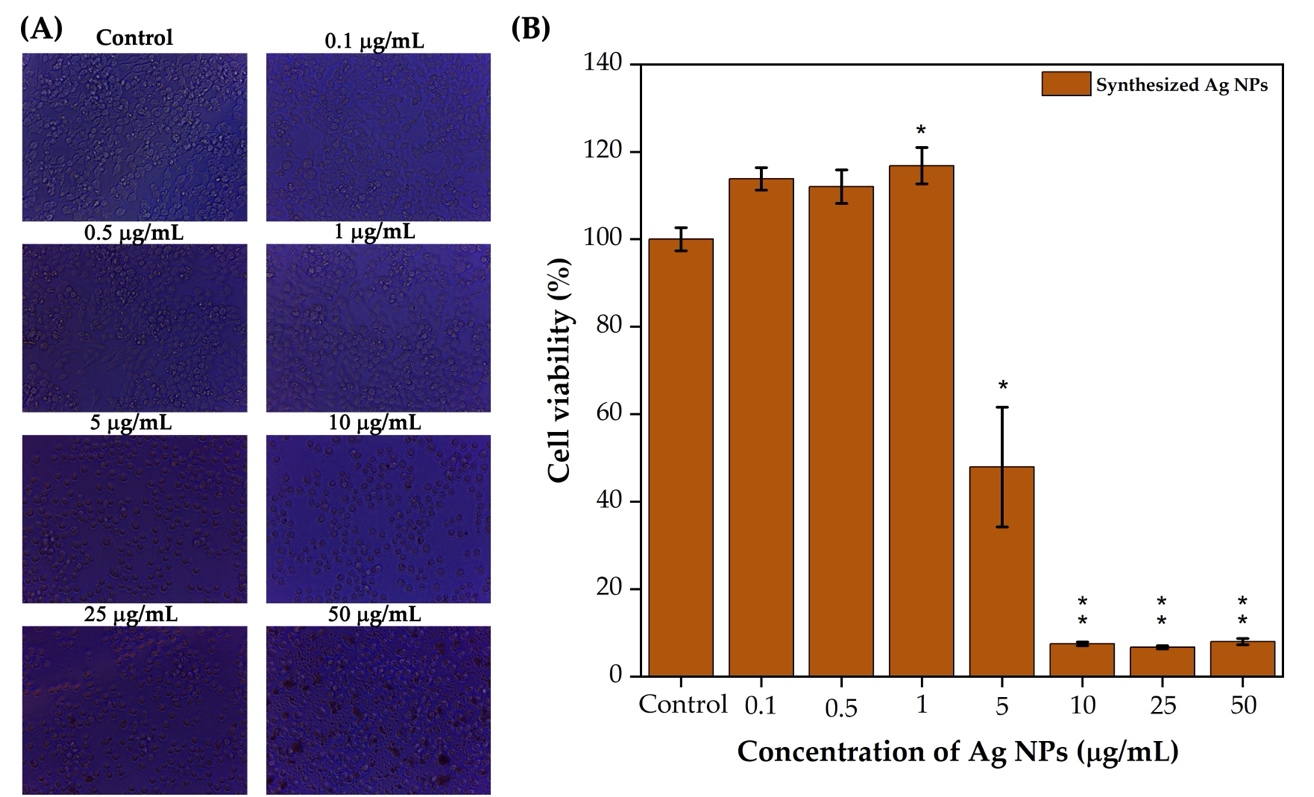 (A)
Control
0.1 µg/mL
0.5 µg/mL
1 µg/mL
5 µg/mL
10 µg/mL
25 µg/mL
50 µg/mL
(B)
Cell viability (%)
140
120
100
80
60
40
20
0
Synthesized Ag NPs
*
*
* *
* *
* *
Control 0.1 0.5 1 5 10 25 50
Concentration of Ag NPs (µg/mL)